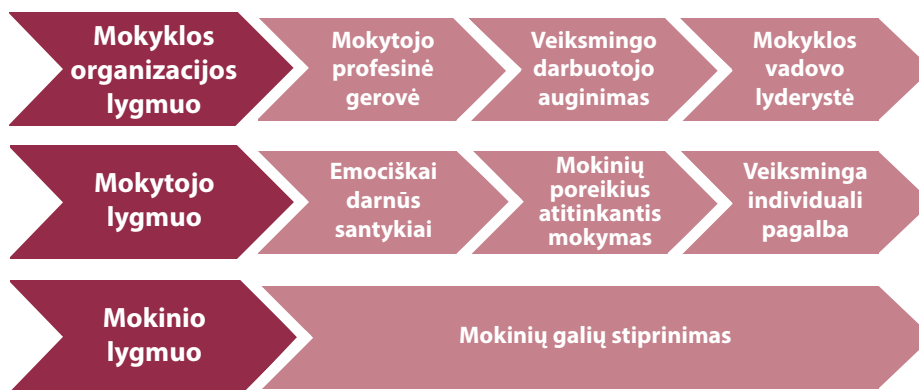 Mokyklos
organizacijos
lygmuo
Mokytojo
profesinė
gerovė
Veiksmingo
darbuotojo
auginimas
Mokyklos
vadovo
lyderystė
Mokytojo
lygmuo
Emociškai
darnūs
santykiai
Mokinių
poreikius
atitinkantis
mokymas
Veiksminga
individuali
pagalba
Mokinio
lygmuo
Mokinių galių stiprinimas